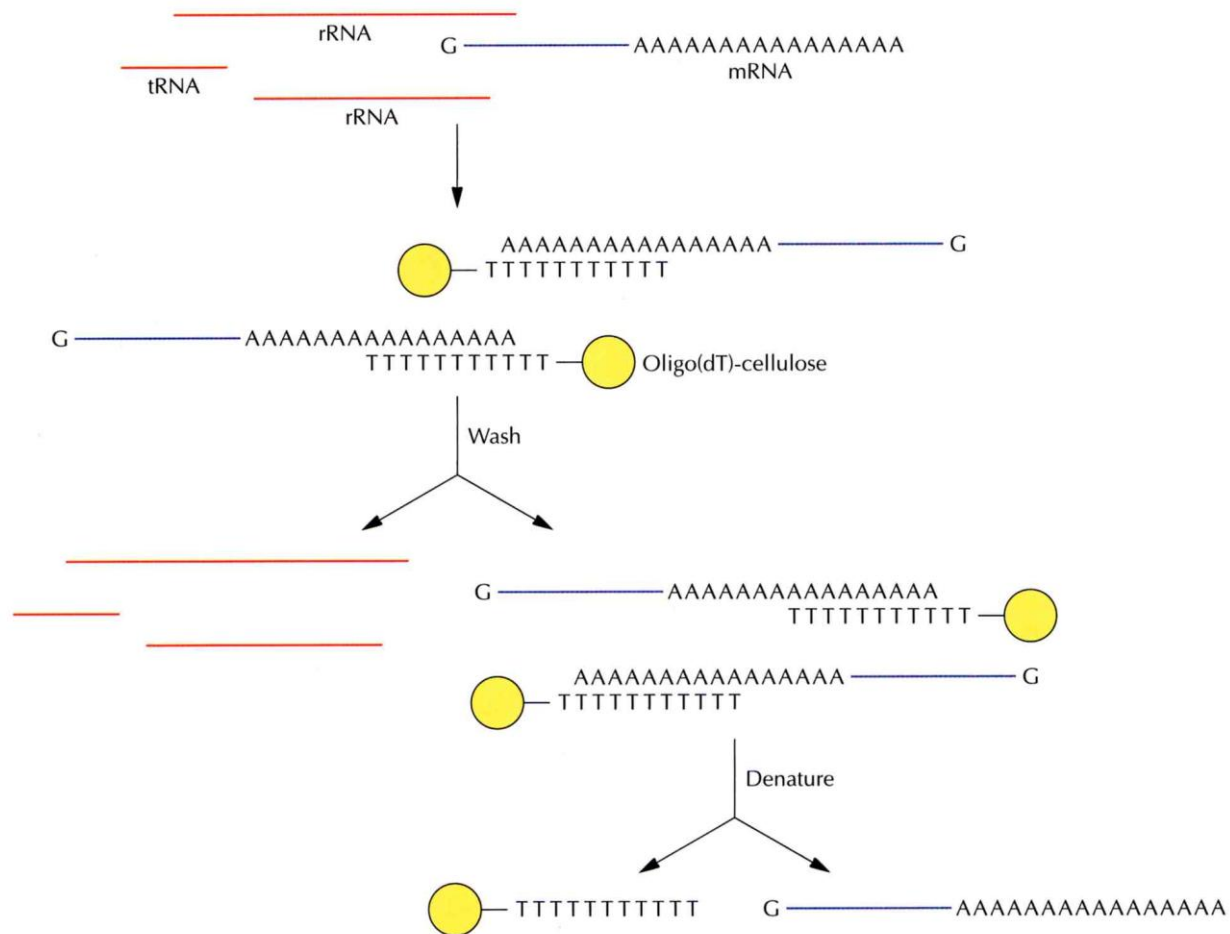 rRNA
G AAAAAAAAAAAAAAAA
tRNA
mRNA
rRNA
AAAAAAAAAAAAAAAA G
TTTTTTTTTTT
G AAAAAAAAAAAAAAAA
TTTTTTTTTTT Oligo(dT)-cellulose
Wash
G AAAAAAAAAAAAAAAA
TTTTTTTTTTT
AAAAAAAAAAAAAAAA G
TTTTTTTTTTT
Denature
TTTTTTTTTTT G AAAAAAAAAAAAAAAA